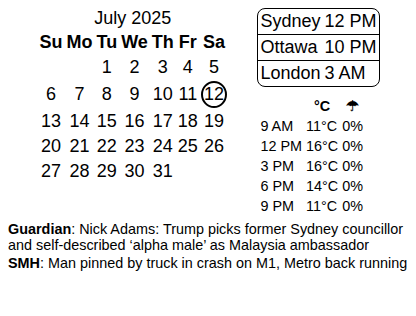 July 2025
Su Mo Tu We Th Fr Sa
1 2 3 4 5
6 7 8 9 10 11 12
13 14 15 16 17 18 19
20 21 22 23 24 25 26
27 28 29 30 31
Sydney 12 PM
Ottawa 10 PM
London 3 AM
°C ☂
9 AM 11°C 0%
12 PM 16°C 0%
3 PM 16°C 0%
6 PM 14°C 0%
9 PM 11°C 0%
Guardian: Nick Adams: Trump picks former Sydney councillor
and self-described ‘alpha male’ as Malaysia ambassador
SMH: Man pinned by truck in crash on M1, Metro back running